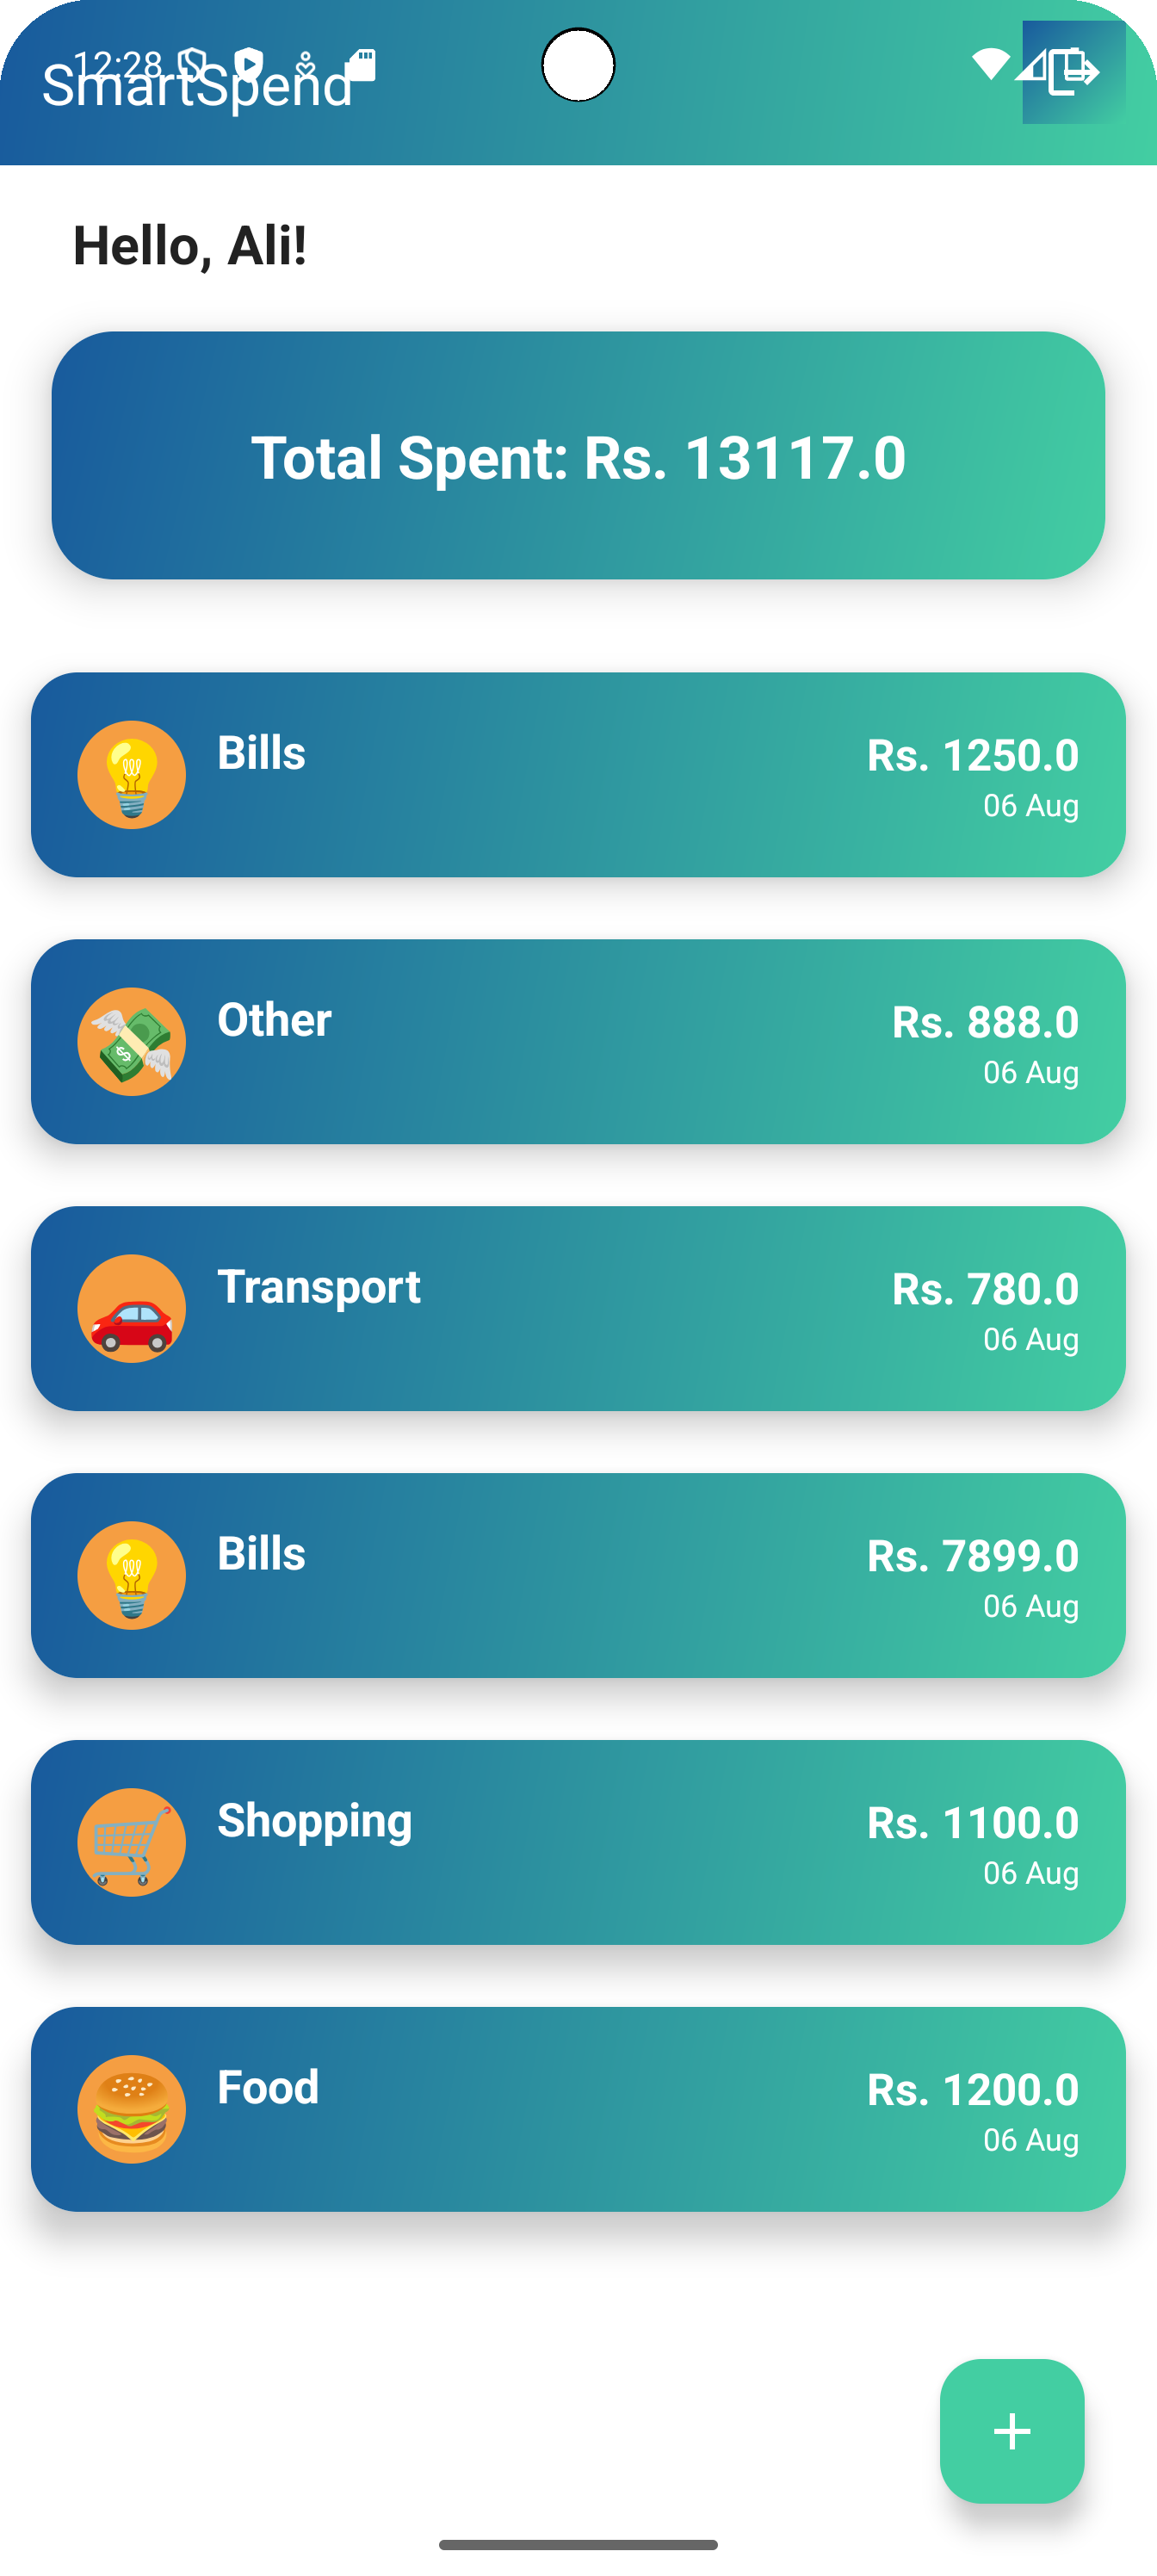 12:28
SmartSpend
Hello, Ali!
Total Spent: Rs. 13117.0
Bills
Rs. 1250.0
06 Aug
Other
Rs. 888.0
06 Aug
Transport
Rs. 780.0
06 Aug
Bills
Rs. 7899.0
06 Aug
Shopping
Rs. 1100.0
06 Aug
Food
Rs. 1200.0
06 Aug
+